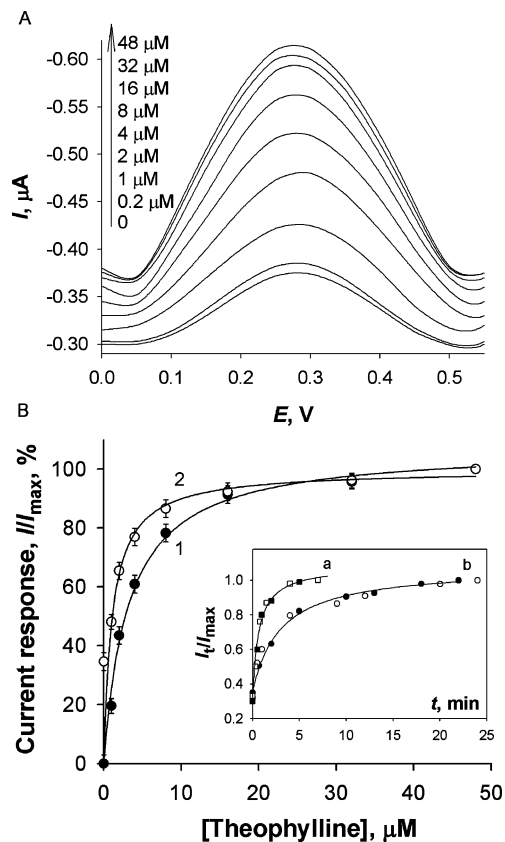 A
48 μM
32 μM
16 μM
8 μM
4 μM
2 μM
1 μM
0.2 μM
0
-0.60
-0.55
-0.50
-0.45
-0.40
-0.35
-0.30
I, μA
0.0 0.1 0.2 0.3 0.4 0.5
E, V
B
100
80
60
40
20
0
Current response, I/Imax, %
2
1
a b
1.0
0.8
0.6
0.4
0.2
It/Imax
t, min
0 5 10 15 20 25
0 10 20 30 40 50
[Theophylline], μM